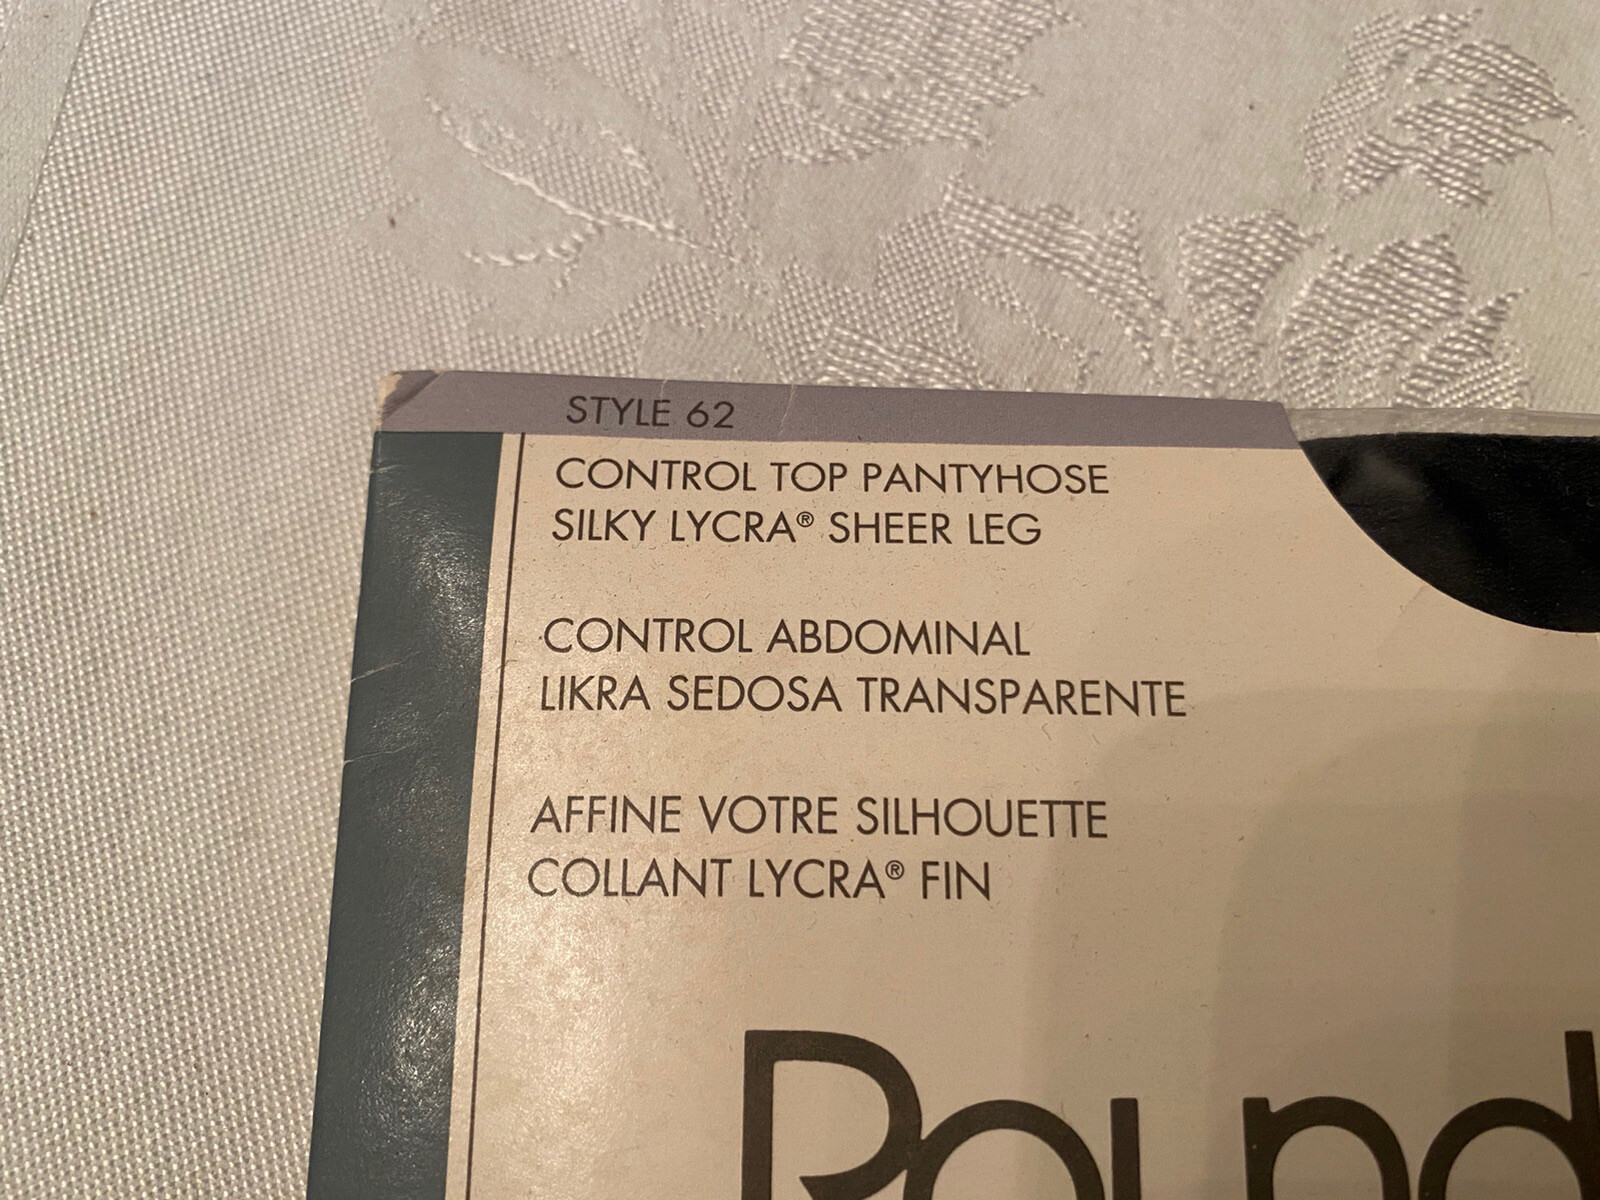 STYLE 62
CONTROL TOP PANTYHOSE
SILKY LYCRA® SHEER LEG
CONTROL ABDOMINAL
LIKRA SEDOSA TRANSPARENTE
AFFINE VOTRE SILHOUETTE
COLLANT LYCRA® FIN
Round